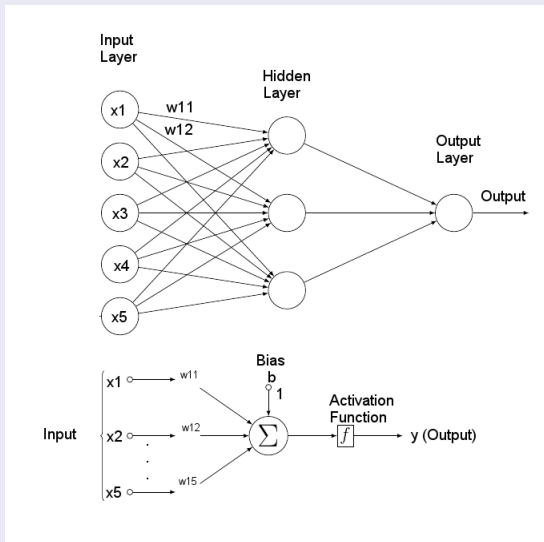 Input
Layer
Hidden
Layer
Output
Layer
x1
w11
w12
x2
x3
Output
x4
x5
Bias
b
1
x1
w11
Activation
Function
Input
x2
w12
∑
f
y (Output)
.
.
.
x5
w15